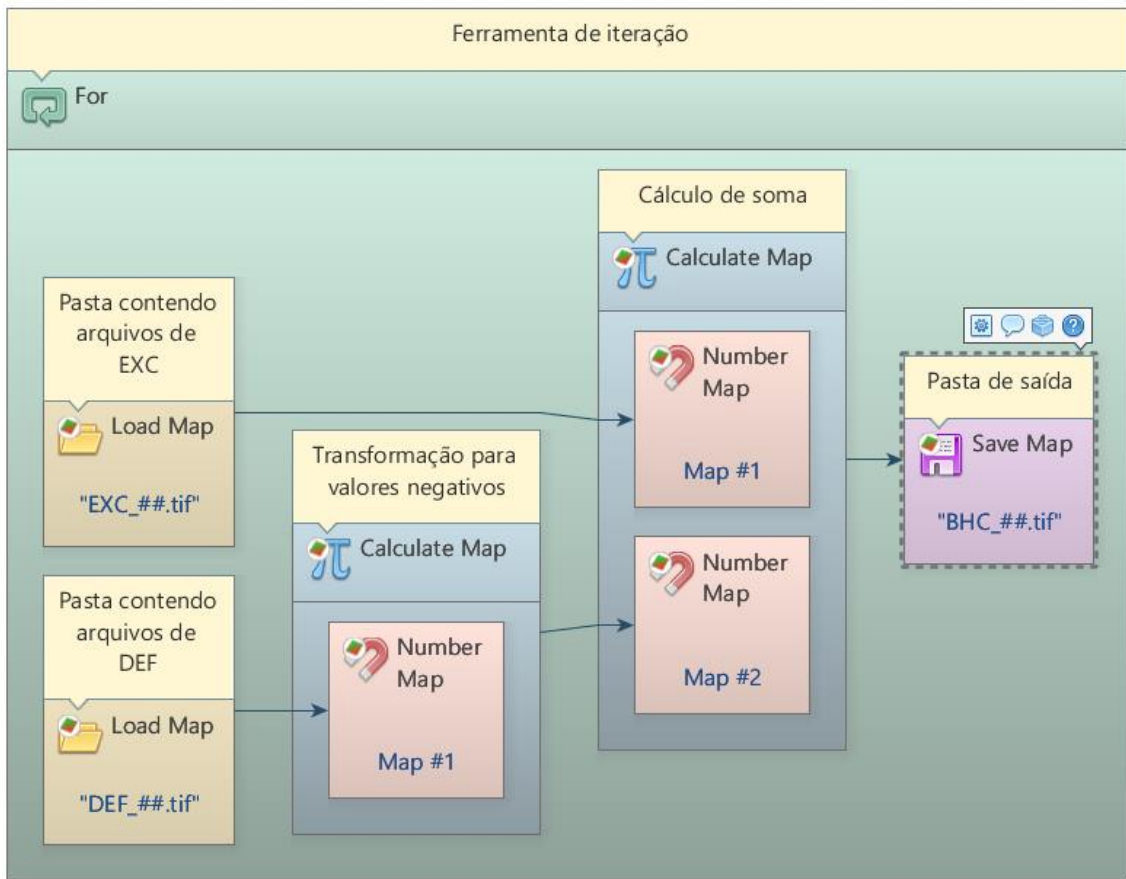 Ferramenta de iteração
For
Cálculo de soma
Calculate Map
Pasta contendo
arquivos de
EXC
Load Map
"EXC_##.tif"
Number
Map
Map #1
Pasta de saída
Save Map
"BHC_##.tif"
Transformação para
valores negativos
Calculate Map
Number
Map
Map #2
Pasta contendo
arquivos de
DEF
Load Map
"DEF_##.tif"
Number
Map
Map #1